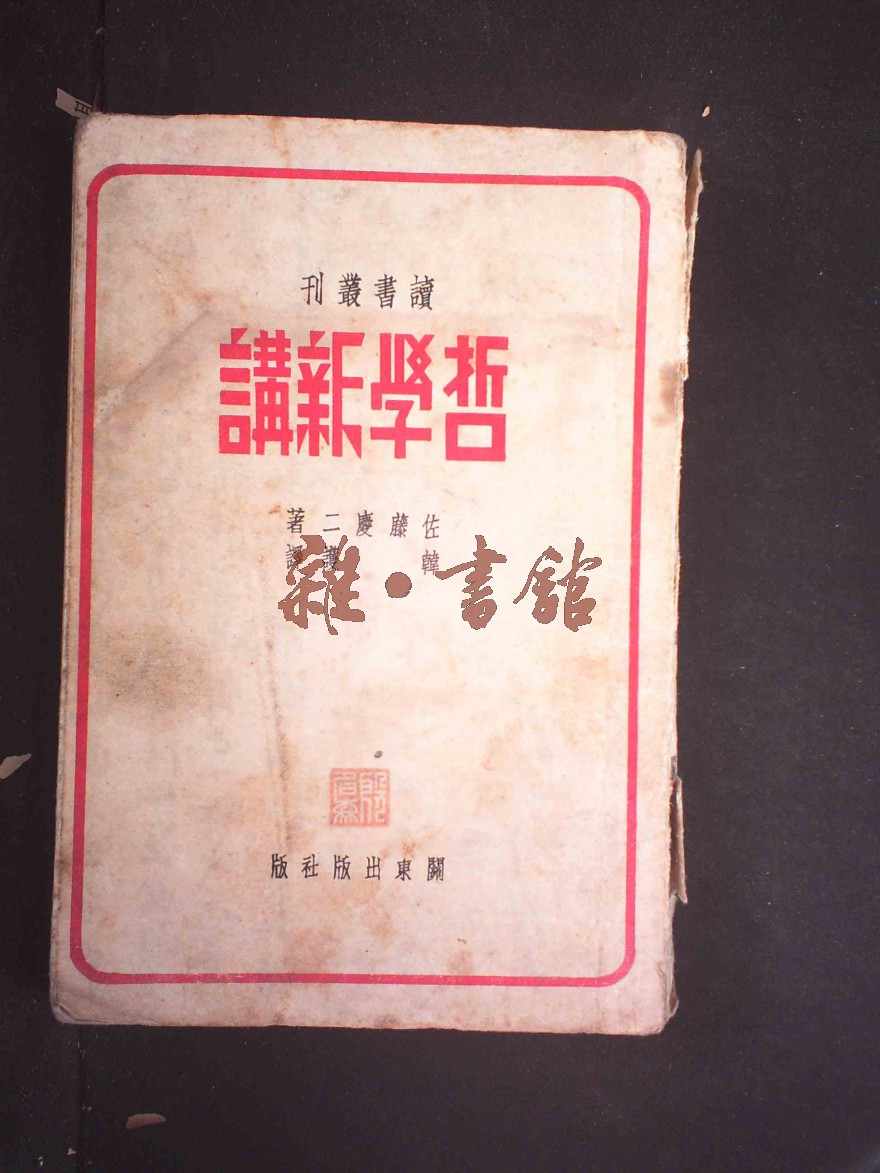 讀書叢刊
哲學新講
佐藤慶二著
韓護譯
雜·書館
關東出版社版